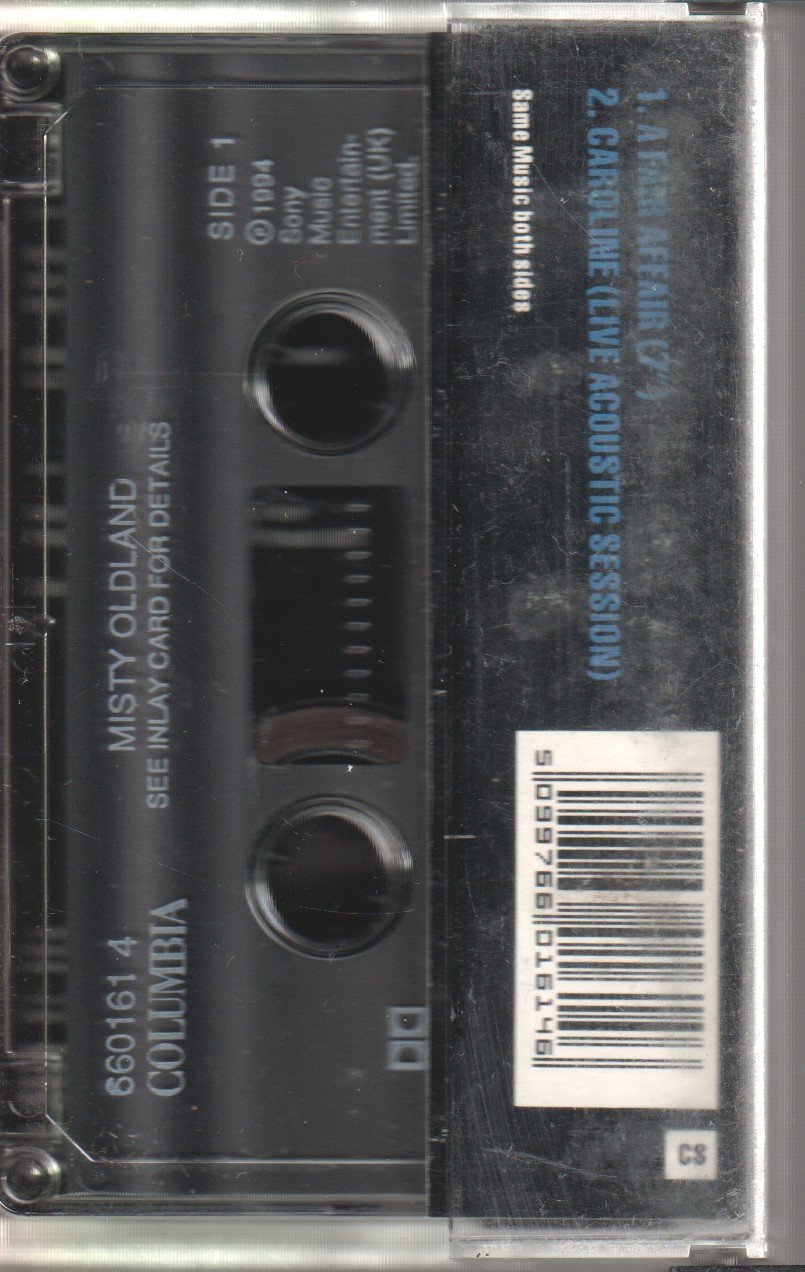 SIDE 1
℗ 1994
Sony
Music
Entertain-
ment (UK)
Limited.
MISTY OLDLAND
SEE INLAY CARD FOR DETAILS
660161 4
COLUMBIA
1. A FAIR AFFAIR (7")
2. CAROLINE (LIVE ACOUSTIC SESSION)
Same Music both sides
5 099766 016146
CS